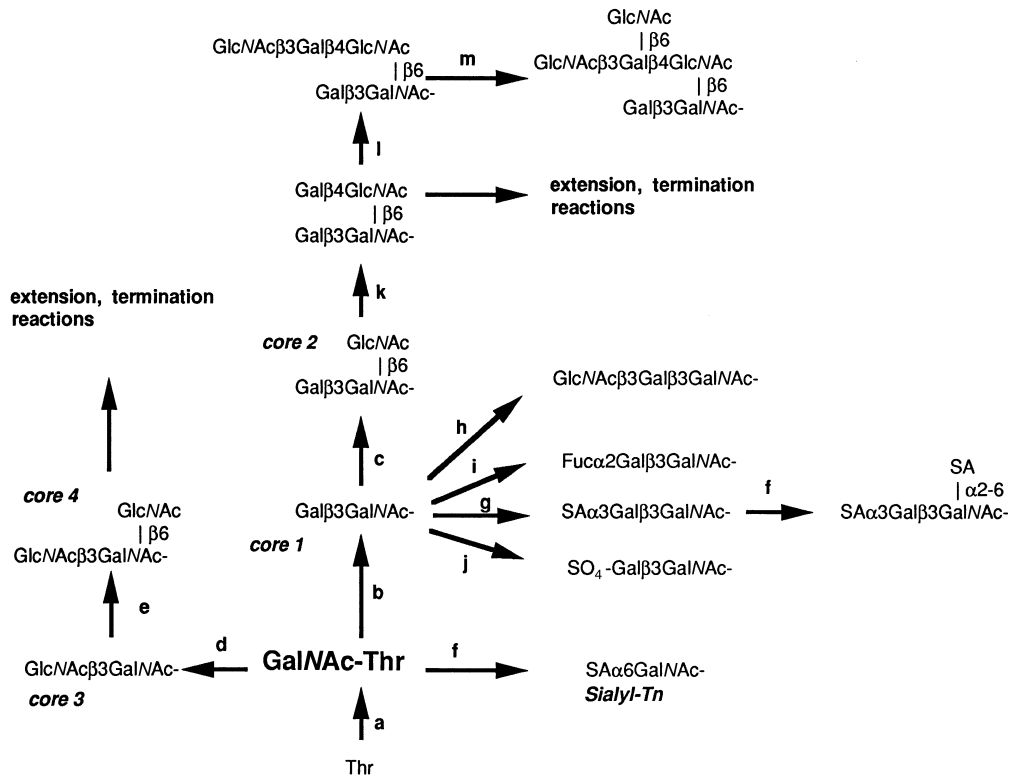 GlcNAc
| β6
GlcNAcβ3Galβ4GlcNAc
GlcNAcβ3Galβ4GlcNAc
| β6
m
| β6
Galβ3GalNAc-
Galβ3GalNAc-
l
Galβ4GlcNAc
| β6
Galβ3GalNAc-
extension, termination
reactions
k
extension, termination
reactions
core 2
GlcNAc
| β6
Galβ3GalNAc-
GlcNAcβ3Galβ3GalNAc-
h
c
i
Fucα2Galβ3GalNAc-
core 4
GlcNAc
| β6
GlcNAcβ3GalNAc-
Galβ3GalNAc-
core 1
g
SAα3Galβ3GalNAc-
f
SA
| α2-6
SAα3Galβ3GalNAc-
j
SO4-Galβ3GalNAc-
e
b
d
GlcNAcβ3GalNAc-
core 3
GalNAc-Thr
f
SAα6GalNAc-
Sialyl-Tn
a
Thr